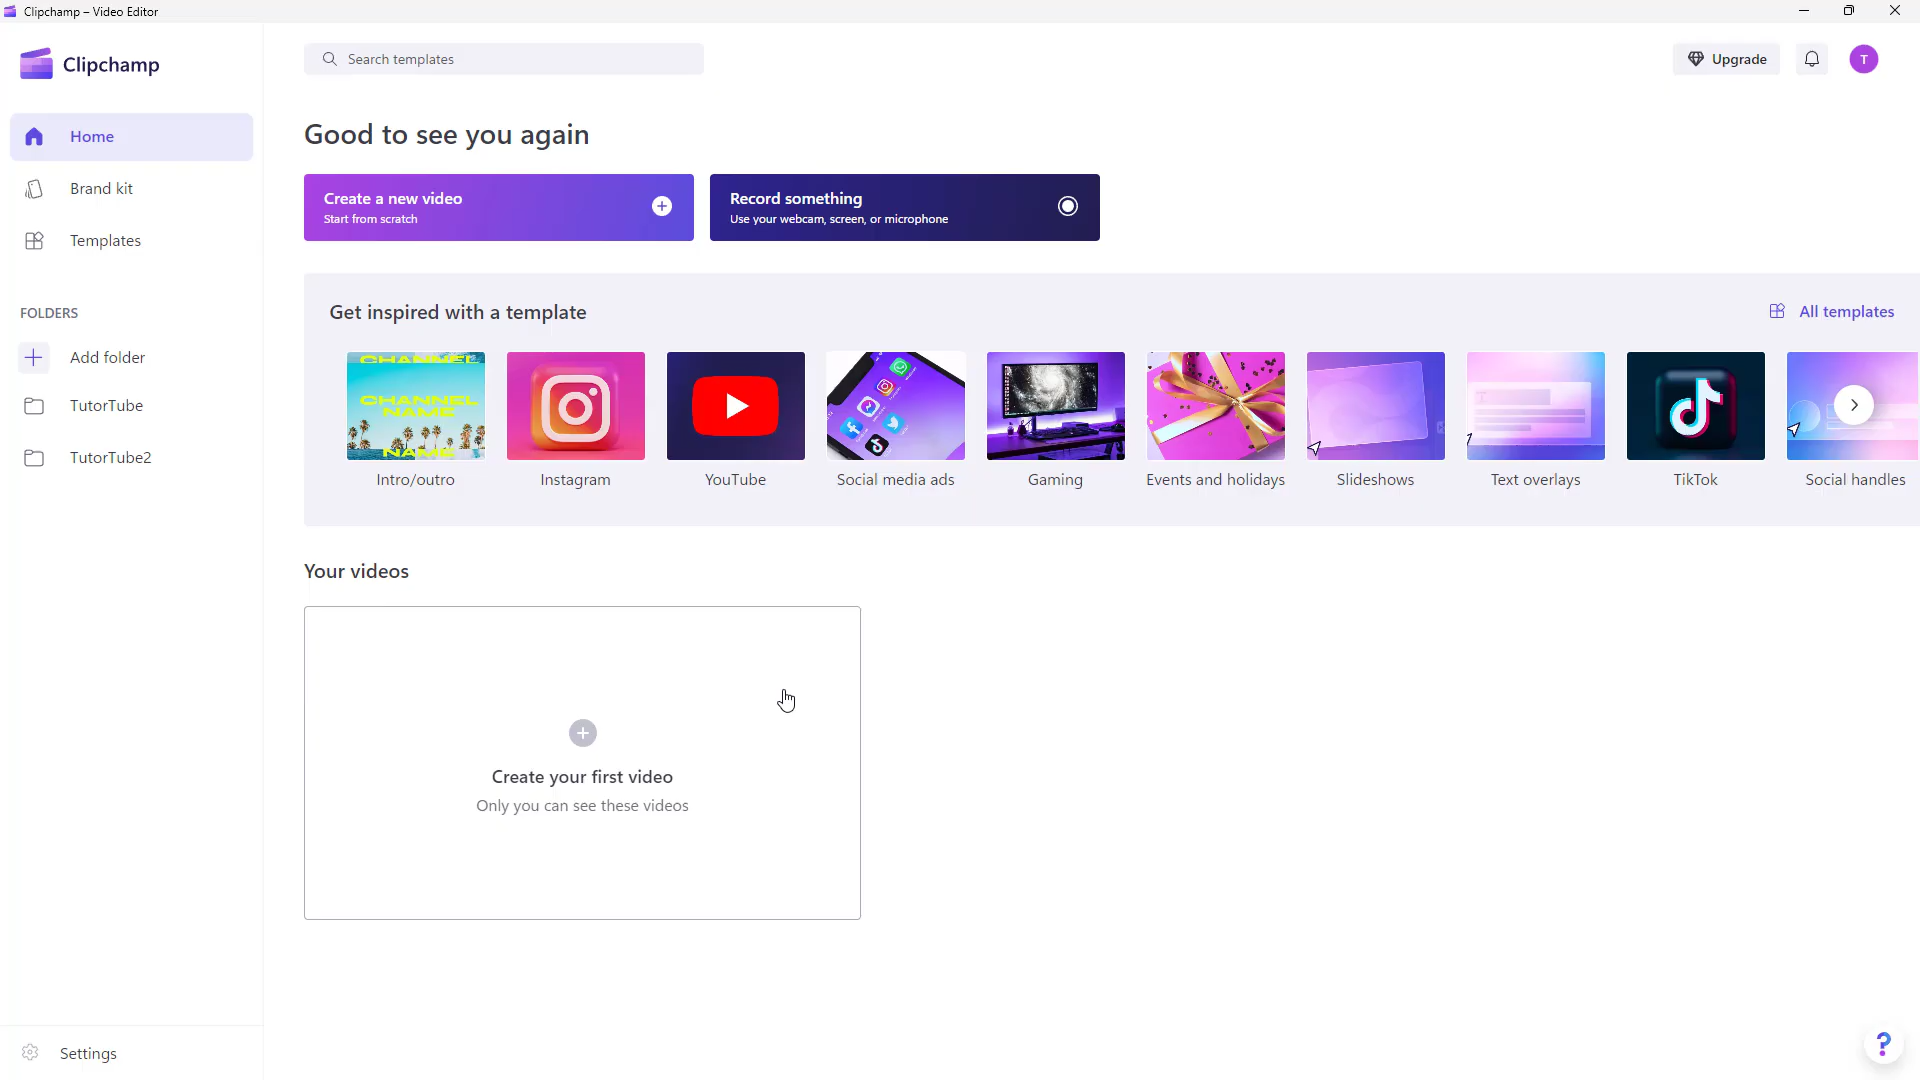 Clipchamp – Video Editor
Clipchamp
Search templates
Upgrade
T
Home
Brand kit
Templates
FOLDERS
Add folder
TutorTube
TutorTube2
Settings
Good to see you again
Create a new video
Start from scratch
Record something
Use your webcam, screen, or microphone
Get inspired with a template
All templates
CHANNEL
CHANNEL
NAME
NAME
Intro/outro
Instagram
YouTube
Social media ads
Gaming
Events and holidays
Slideshows
Text overlays
TikTok
Social handles
Your videos
Create your first video
Only you can see these videos
?